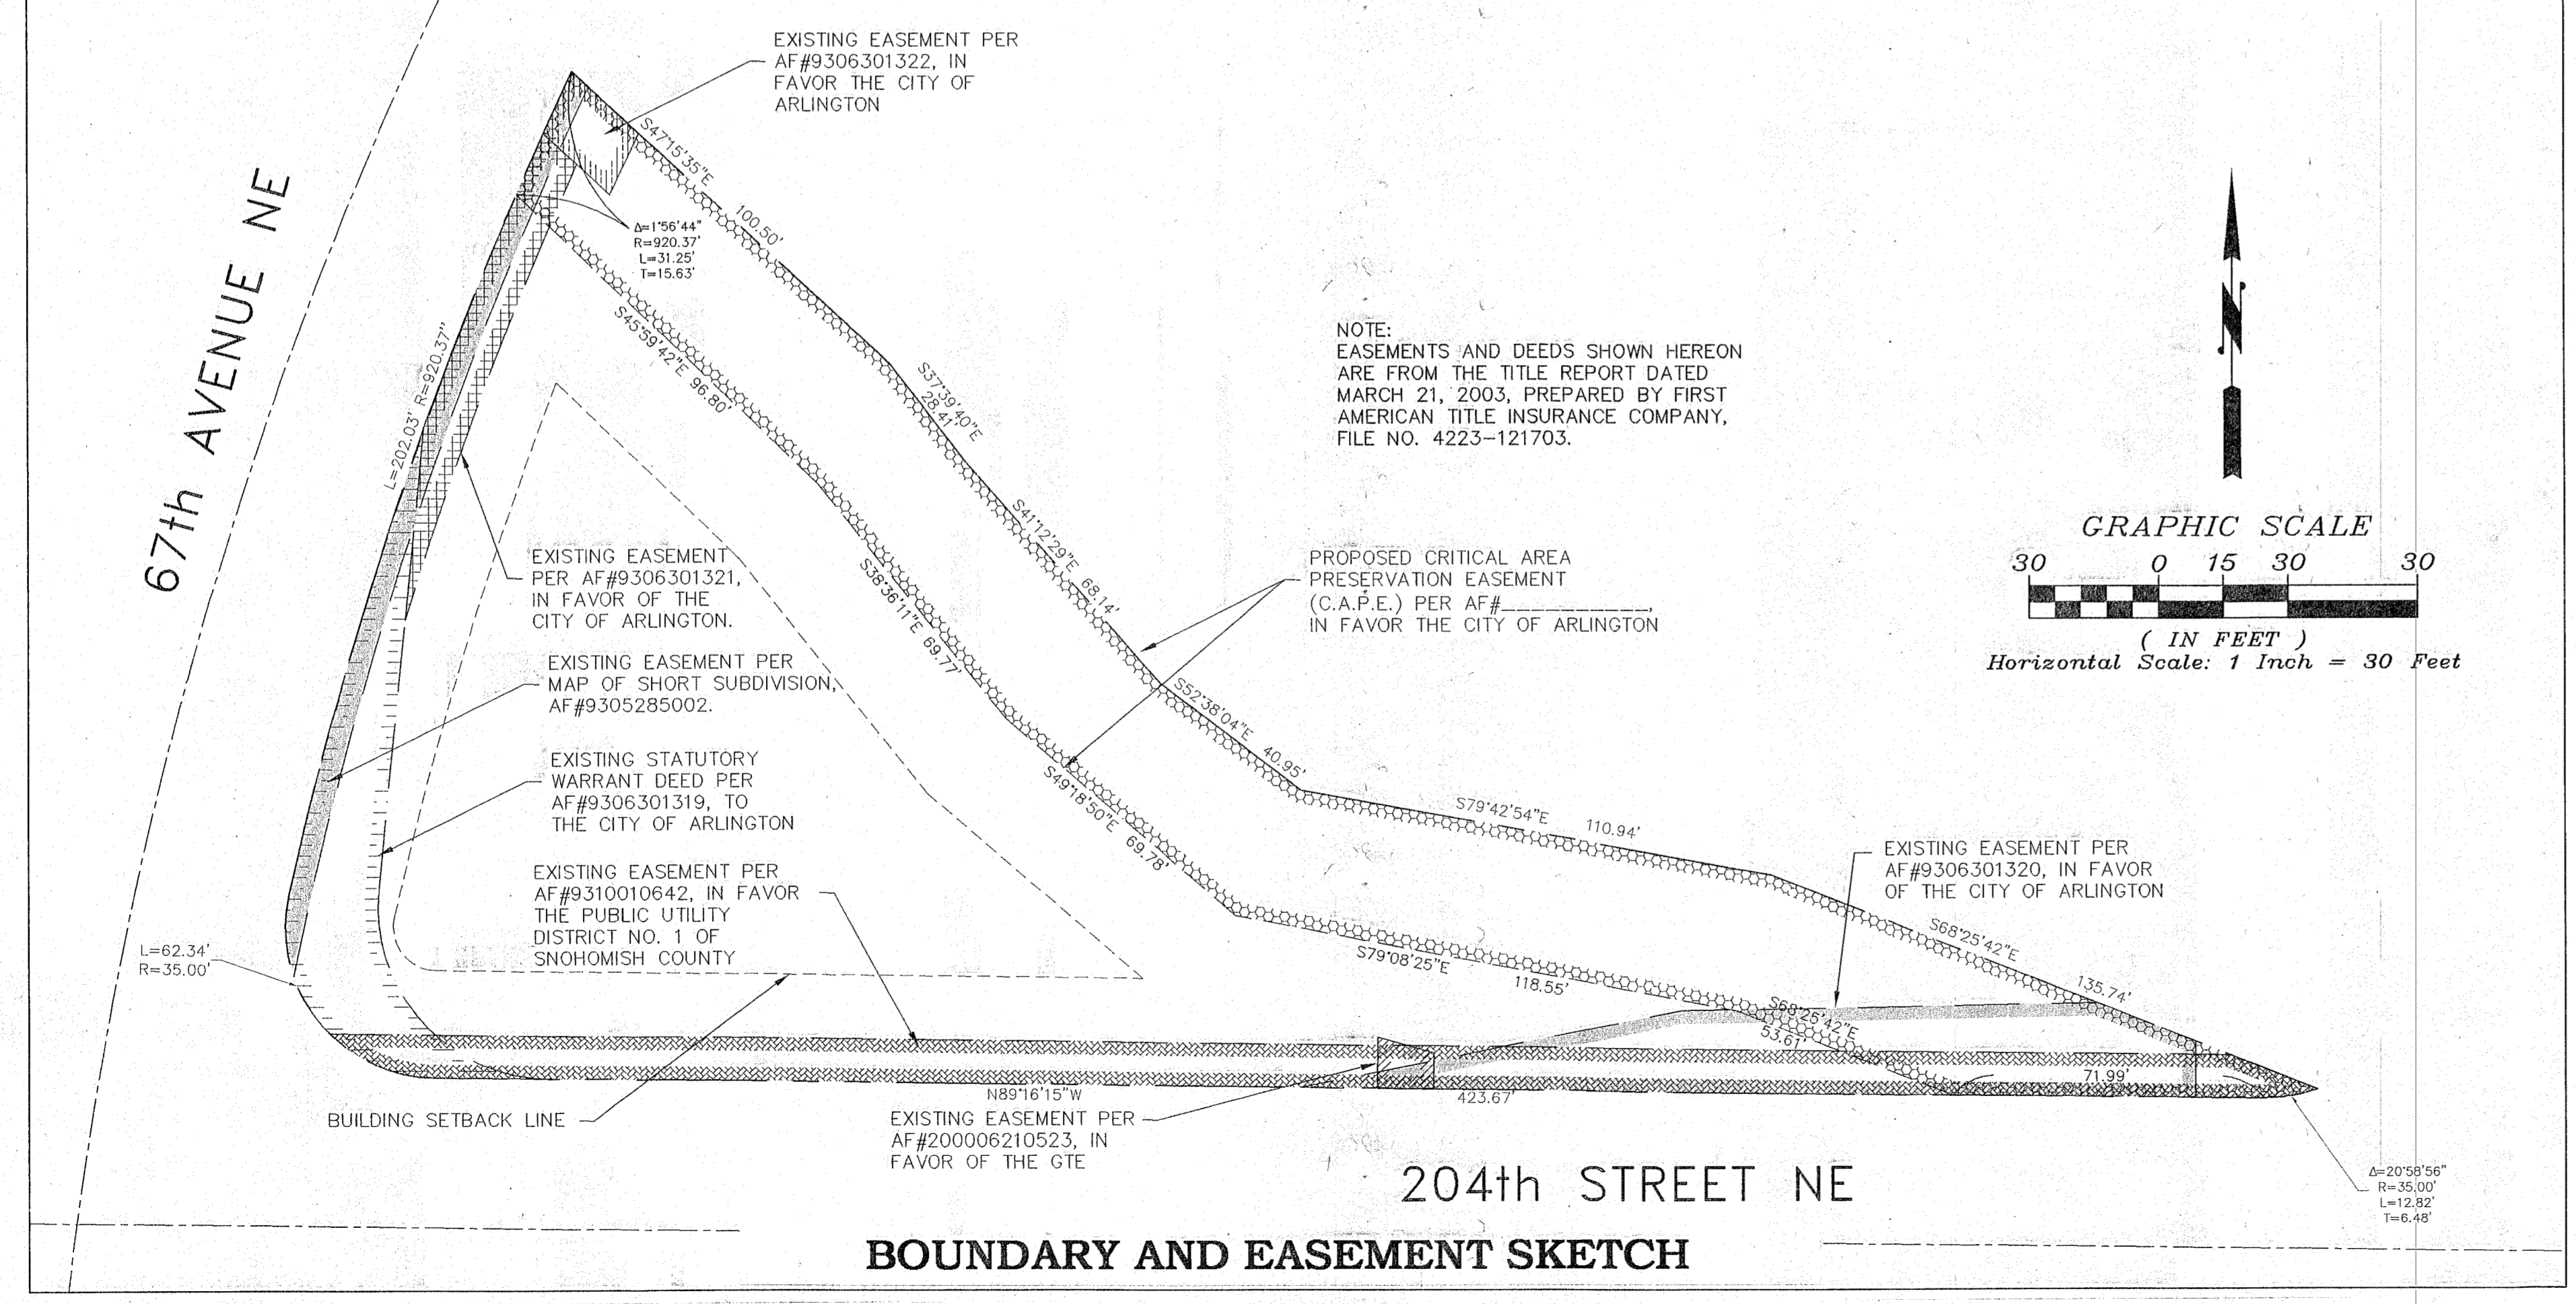 EXISTING EASEMENT PER
AF#9306301322, IN
FAVOR THE CITY OF
ARLINGTON
S47°15'35"E
100.50'
Δ=1°56'44"
R=920.37'
L=31.25'
T=15.63'
67th AVENUE NE
L=202.03' R=920.37"
S45°59'42"E 96.80'
S37°39'40"E
28.41'
NOTE:
EASEMENTS AND DEEDS SHOWN HEREON
ARE FROM THE TITLE REPORT DATED
MARCH 21, 2003, PREPARED BY FIRST
AMERICAN TITLE INSURANCE COMPANY,
FILE NO. 4223-121703.
N
GRAPHIC SCALE
30 0 15 30 30
( IN FEET )
Horizontal Scale: 1 Inch = 30 Feet
S41°12'29"E 68.14'
EXISTING EASEMENT
PER AF#9306301321,
IN FAVOR OF THE
CITY OF ARLINGTON.
S38°36'11"E 69.77'
PROPOSED CRITICAL AREA
PRESERVATION EASEMENT
(C.A.P.E.) PER AF#___________,
IN FAVOR THE CITY OF ARLINGTON
EXISTING EASEMENT PER
MAP OF SHORT SUBDIVISION,
AF#9305285002.
S52°38'04"E
40.95'
EXISTING STATUTORY
WARRANT DEED PER
AF#9306301319, TO
THE CITY OF ARLINGTON
S49°18'50"E 69.78'
S79°42'54"E
110.94'
EXISTING EASEMENT PER
AF#9310010642, IN FAVOR
THE PUBLIC UTILITY
DISTRICT NO. 1 OF
SNOHOMISH COUNTY
EXISTING EASEMENT PER
AF#9306301320, IN FAVOR
OF THE CITY OF ARLINGTON
L=62.34'
R=35.00'
S79°08'25"E
118.55'
S68°25'42"E
135.74'
S68°25'42"E
53.61'
71.99'
N89°16'15"W
423.67'
BUILDING SETBACK LINE
EXISTING EASEMENT PER
AF#200006210523, IN
FAVOR OF THE GTE
204th STREET NE
Δ=20°58'56"
R=35.00'
L=12.82'
T=6.48'
BOUNDARY AND EASEMENT SKETCH